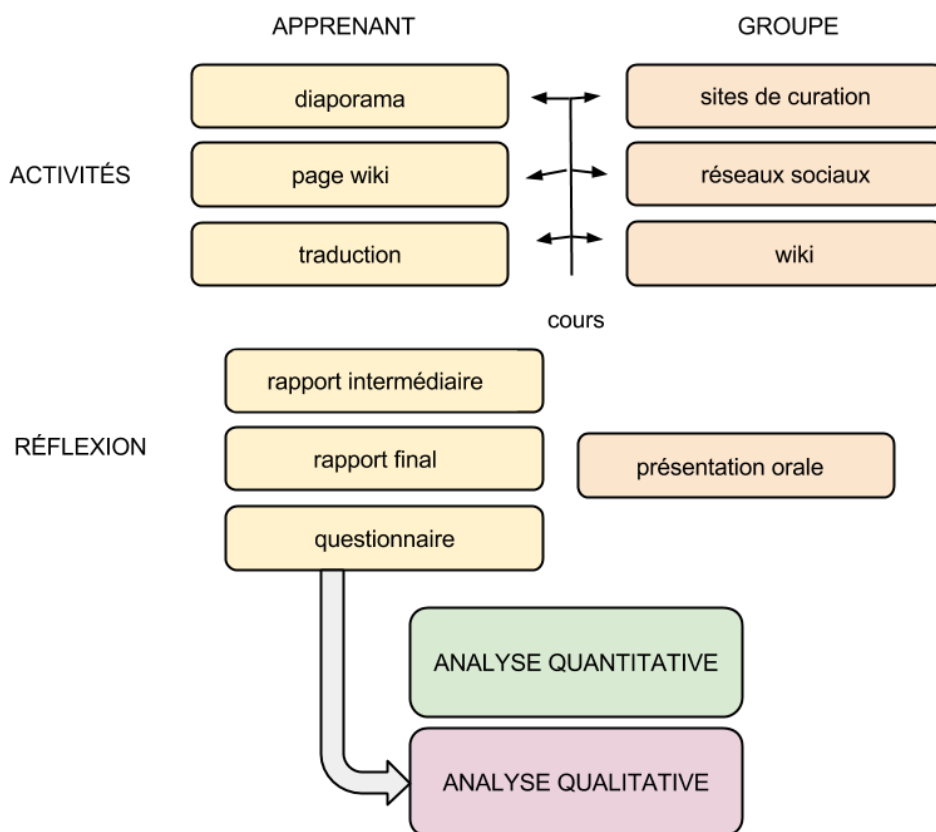 APPRENANT
GROUPE
diaporama
sites de curation
ACTIVITÉS
page wiki
réseaux sociaux
traduction
wiki
cours
rapport intermédiaire
RÉFLEXION
rapport final
présentation orale
questionnaire
ANALYSE QUANTITATIVE
ANALYSE QUALITATIVE